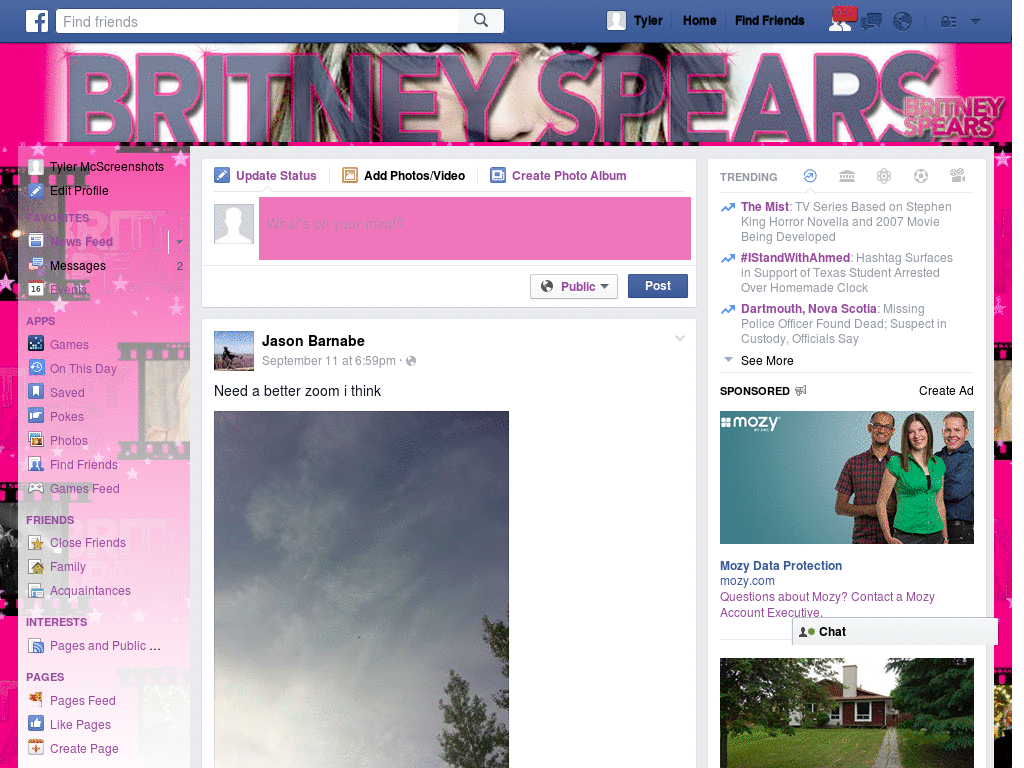 Find friends
Tyler
Home
Find Friends
BRITNEY SPEARS
BRITNEY
SPEARS
Tyler McScreenshots
Edit Profile
FAVORITES
News Feed
Messages
2
16
Events
APPS
Games
On This Day
Saved
Pokes
Photos
Find Friends
Games Feed
FRIENDS
Close Friends
Family
Acquaintances
INTERESTS
Pages and Public ...
PAGES
Pages Feed
Like Pages
Create Page
Update Status
Add Photos/Video
Create Photo Album
What's on your mind?
Public
Post
Jason Barnabe
September 11 at 6:59pm ·
Need a better zoom i think
TRENDING
The Mist: TV Series Based on Stephen
King Horror Novella and 2007 Movie
Being Developed
#IStandWithAhmed: Hashtag Surfaces
in Support of Texas Student Arrested
Over Homemade Clock
Dartmouth, Nova Scotia: Missing
Police Officer Found Dead; Suspect in
Custody, Officials Say
See More
SPONSORED
Create Ad
mozy
Mozy Data Protection
mozy.com
Questions about Mozy? Contact a Mozy
Account Executive.
Chat